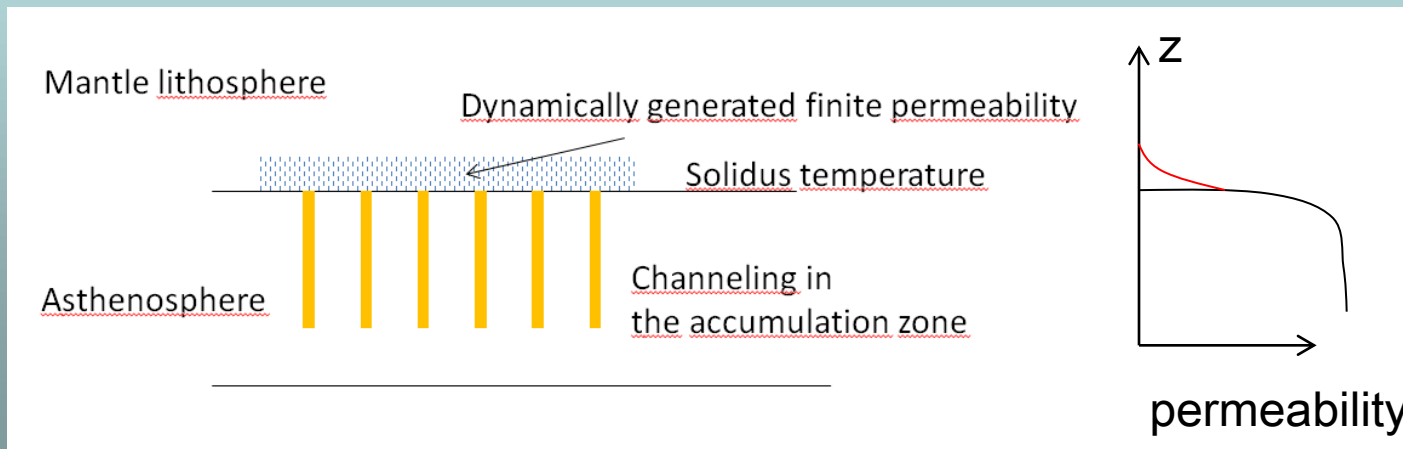 Mantle lithosphere
Dynamically generated finite permeability
Solidus temperature
Asthenosphere
Channeling in
the accumulation zone
z
permeability